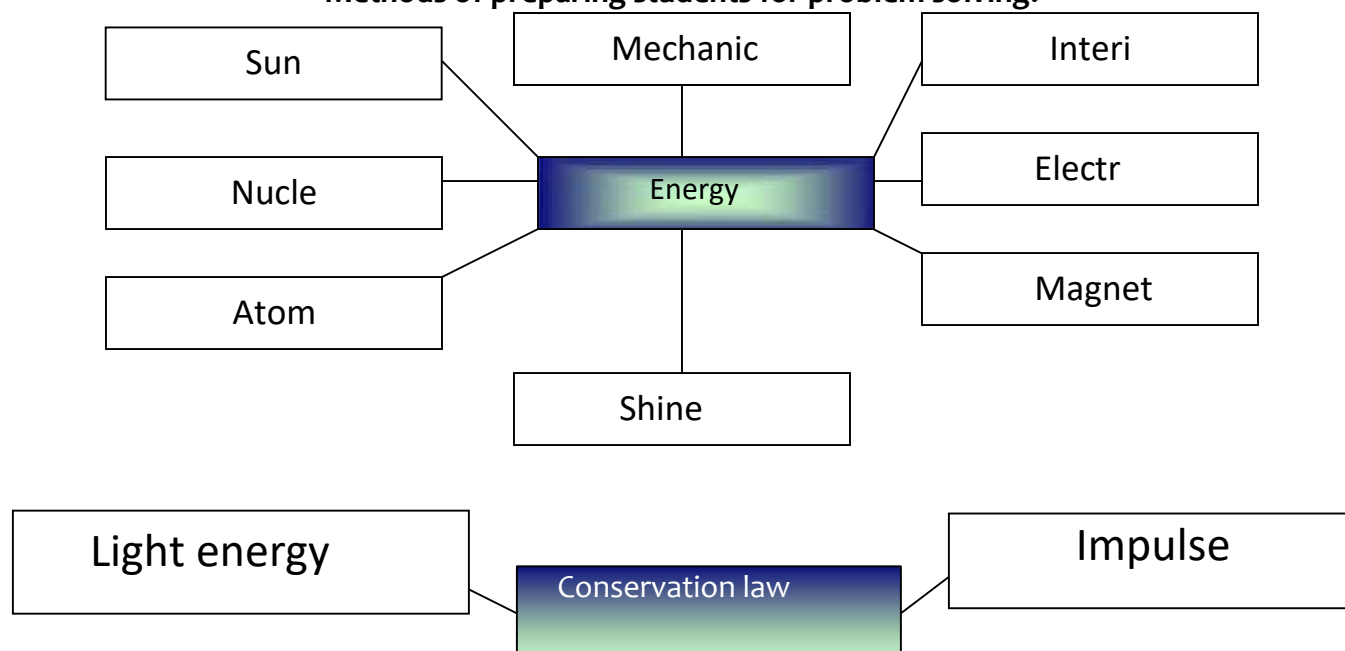 Methods of preparing students for problem solving.
Sun
Mechanic
Interi
Nucle
Energy
Electr
Atom
Magnet
Shine
Light energy
Conservation law
Impulse